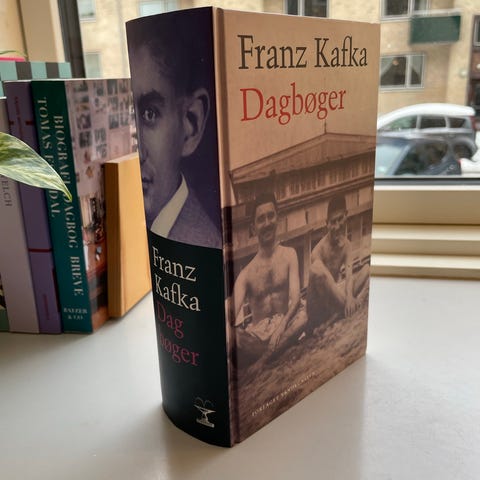 Franz Kafka
Dagbøger
Franz
Kafka
Dag
bøger
BIOGRAFI DAGBOG BREVE